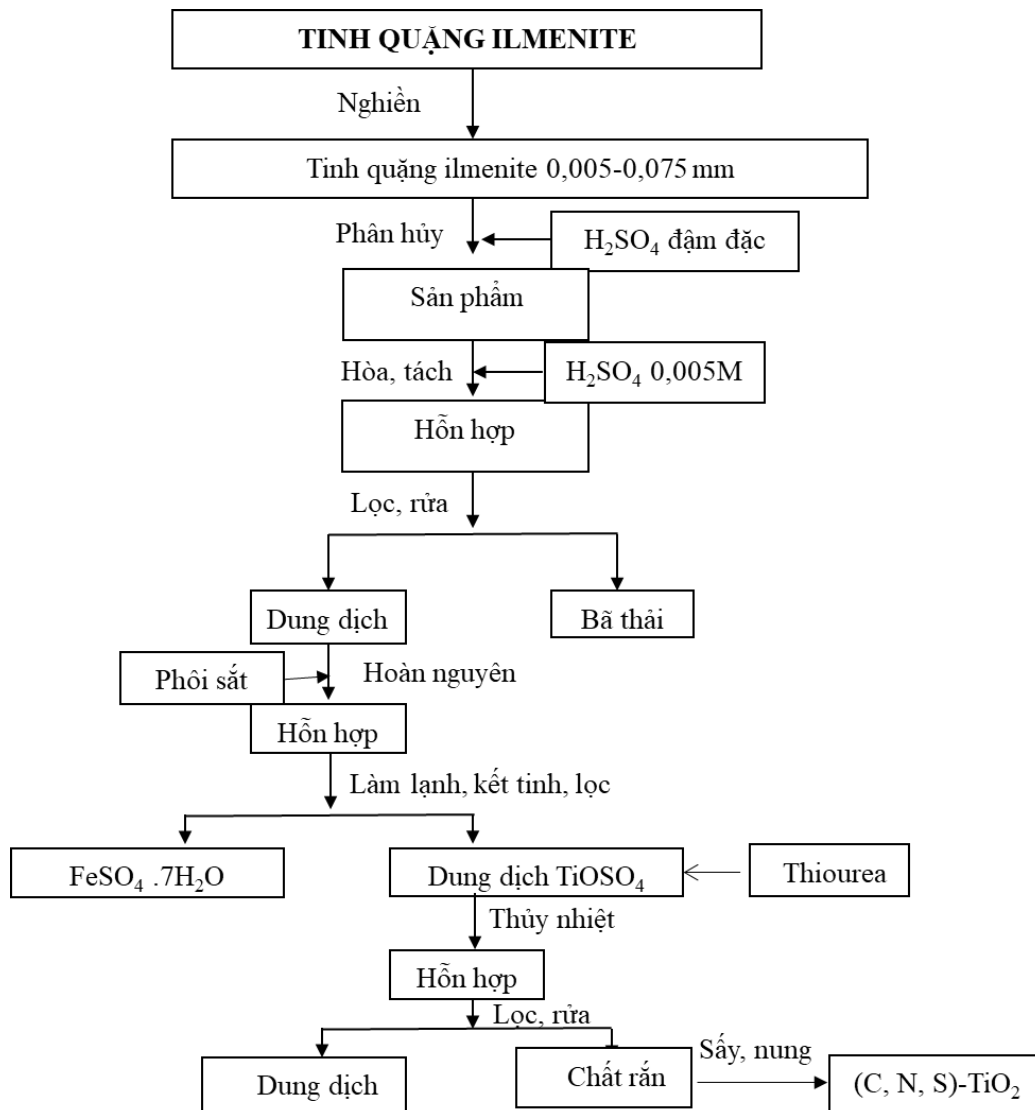 TINH QUẶNG ILMENITE
Nghiền
Tinh quặng ilmenite 0,005-0,075 mm
Phân hủy
H₂SO₄ đậm đặc
Sản phẩm
Hòa, tách
H₂SO₄ 0,005M
Hỗn hợp
Lọc, rửa
Dung dịch
Bã thải
Phôi sắt
Hoàn nguyên
Hỗn hợp
Làm lạnh, kết tinh, lọc
FeSO₄ .7H₂O
Dung dịch TiOSO₄
Thiourea
Thủy nhiệt
Hỗn hợp
Lọc, rửa
Dung dịch
Chất rắn
Sấy, nung
(C, N, S)-TiO₂